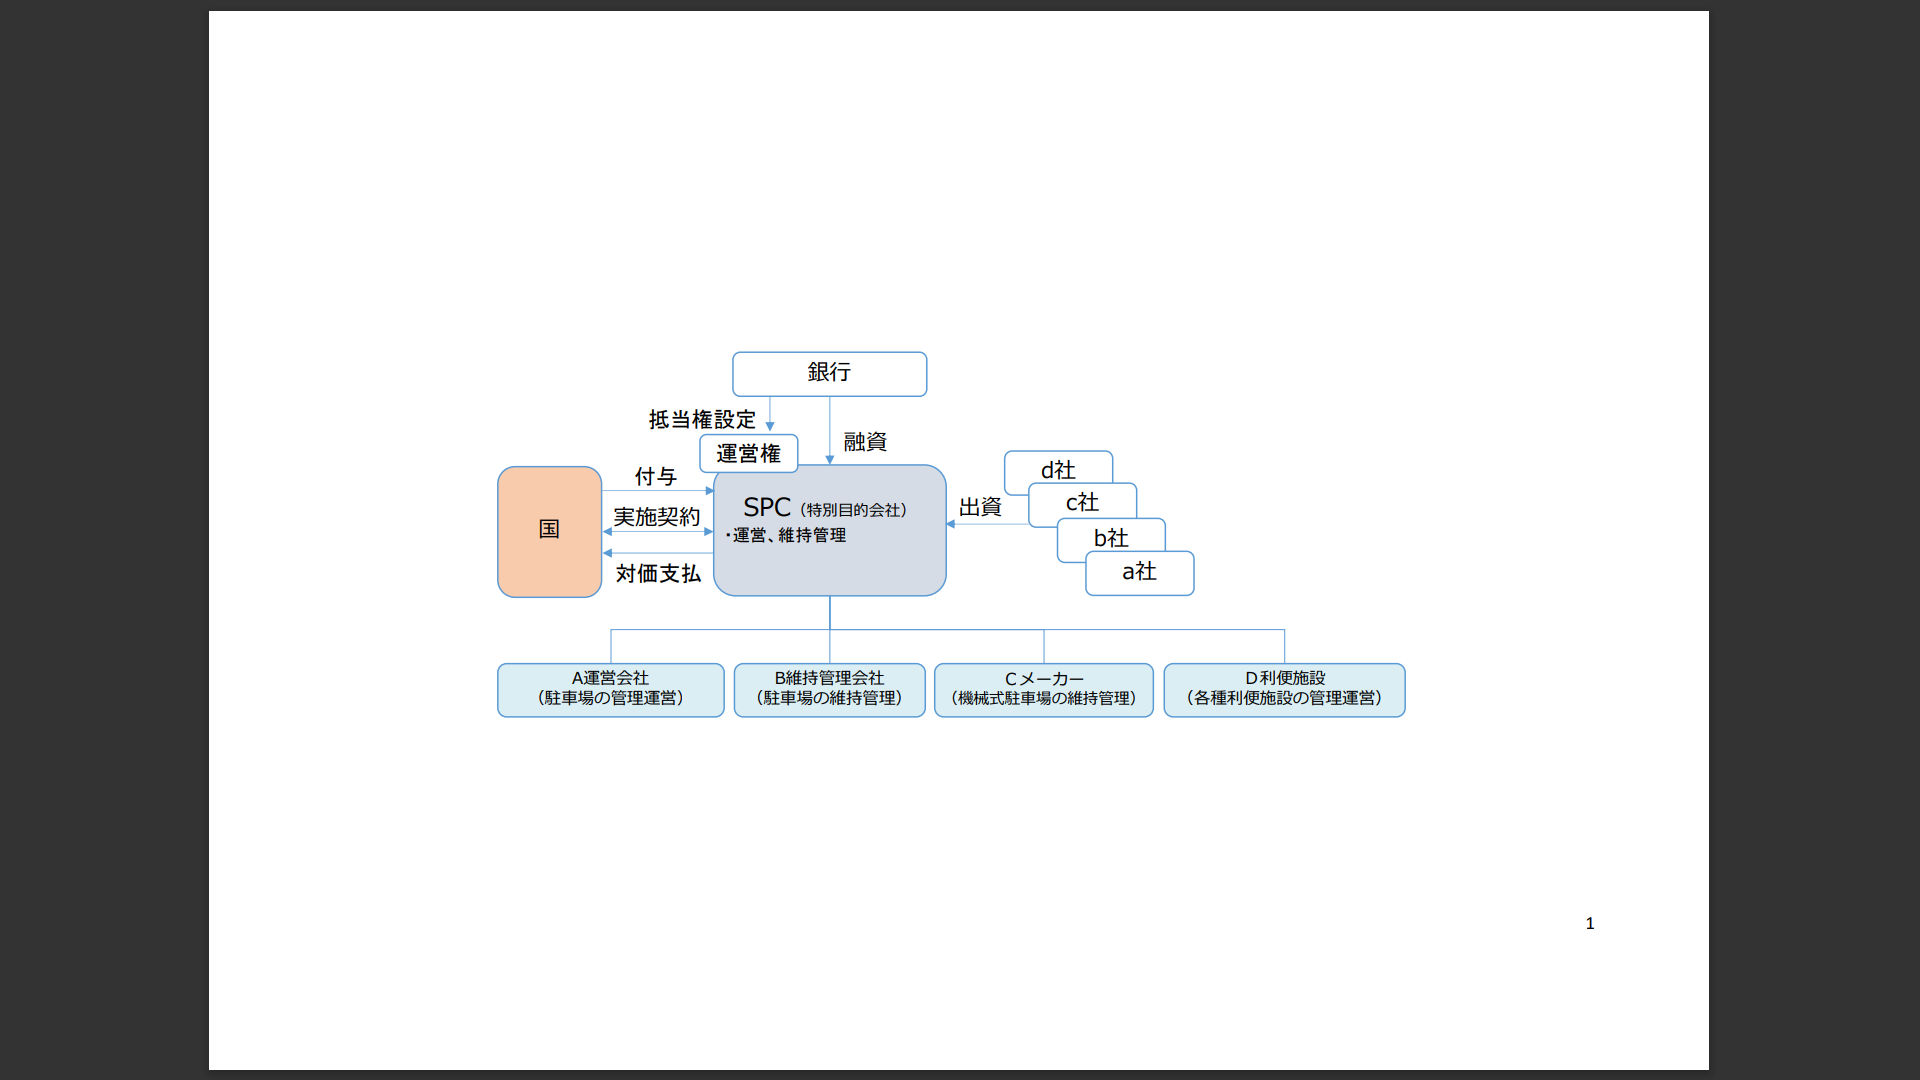 銀行
抵当権設定
融資
運営権
付与
国
実施契約
対価支払
SPC（特別目的会社）
・運営、維持管理
出資
d社
c社
b社
a社
A運営会社
（駐車場の管理運営）
B維持管理会社
（駐車場の維持管理）
Ｃメーカー
（機械式駐車場の維持管理）
Ｄ利便施設
（各種利便施設の管理運営）
1